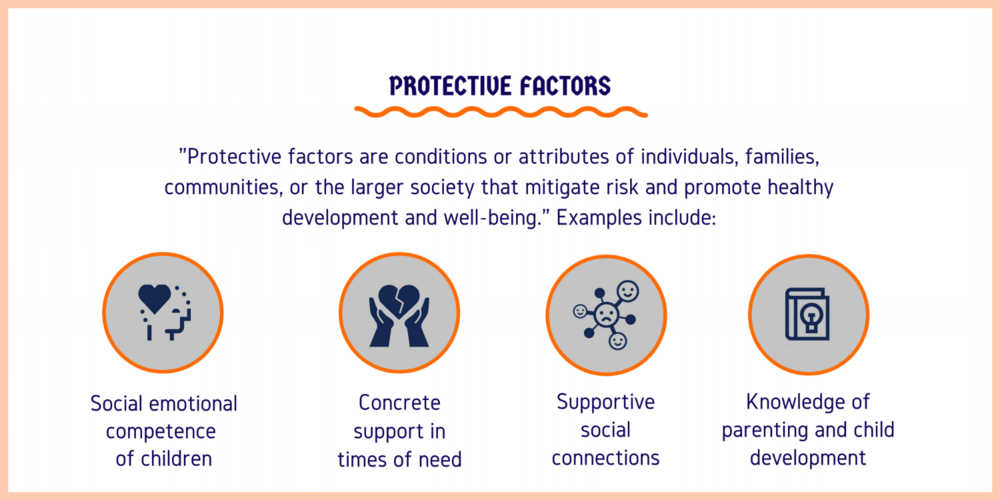 PROTECTIVE FACTORS
”Protective factors are conditions or attributes of individuals, families,
communities, or the larger society that mitigate risk and promote healthy
development and well-being.” Examples include:
Social emotional
competence
of children
Concrete
support in
times of need
Supportive
social
connections
Knowledge of
parenting and child
development